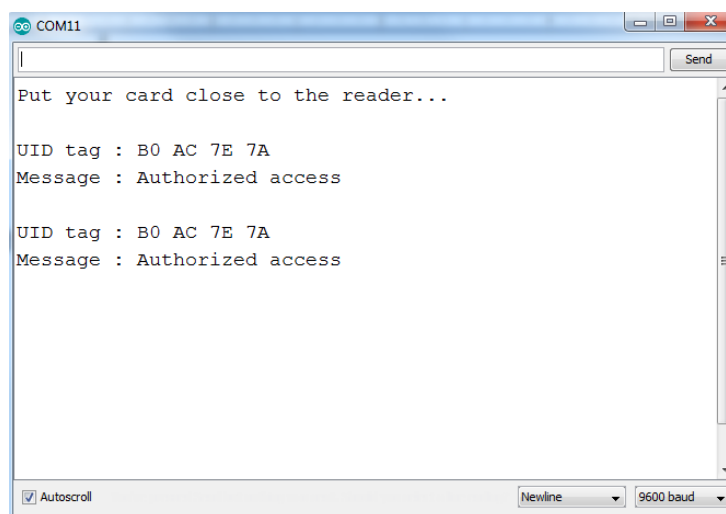 COM11
Send
Put your card close to the reader...
UID tag : B0 AC 7E 7A
Message : Authorized access
UID tag : B0 AC 7E 7A
Message : Authorized access
Autoscroll
Newline
9600 baud